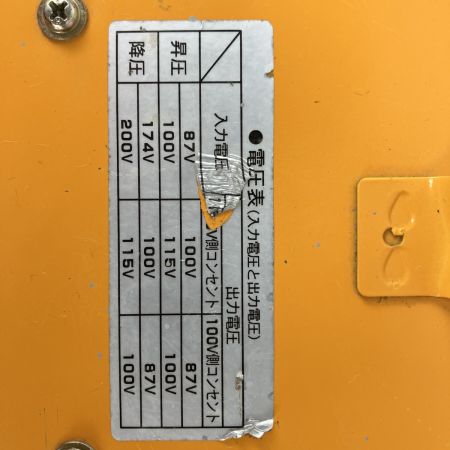 ●電圧表(入力電圧と出力電圧)
入力電圧 出力電圧
V側コンセント 100V側コンセント
昇圧 87V 100V 87V
100V 115V 100V
降圧 174V 100V 87V
200V 115V 100V